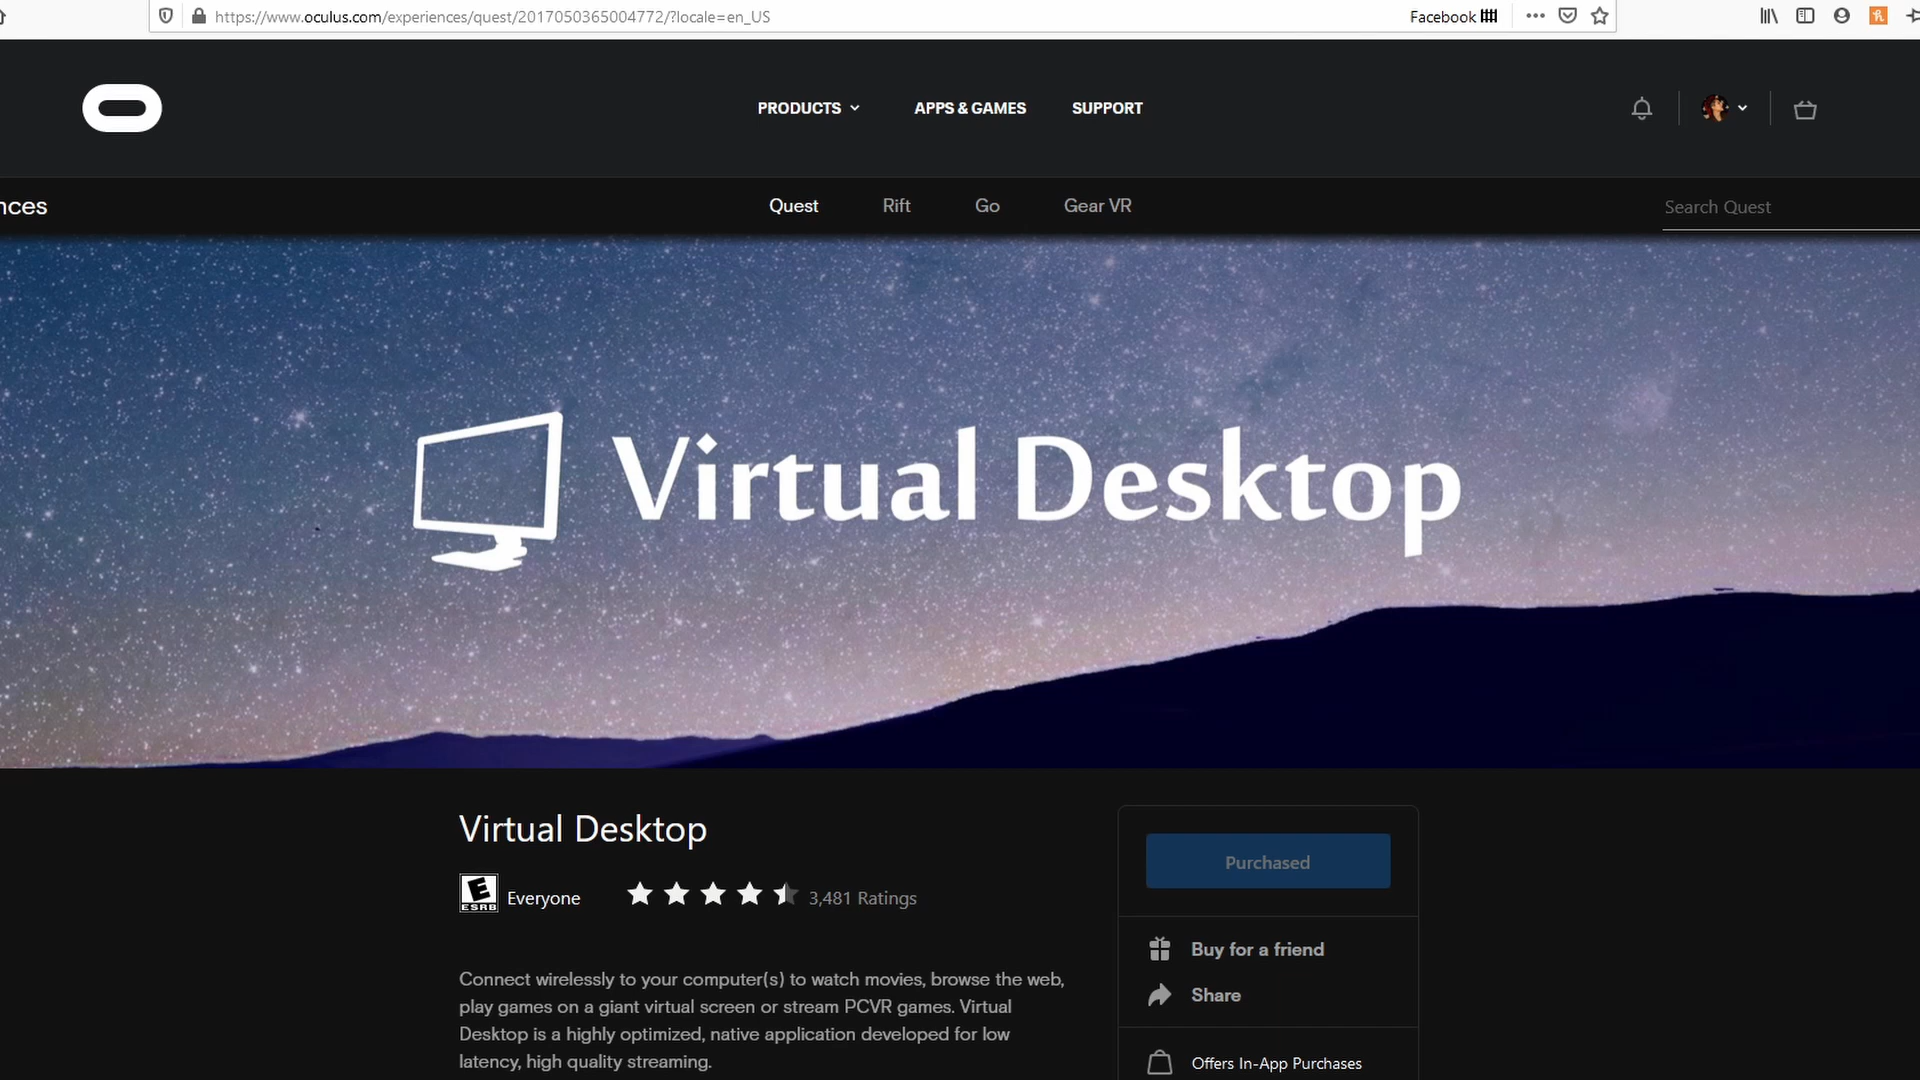 https://www.oculus.com/experiences/quest/2017050365004772/?locale=en_US
Facebook
PRODUCTS
APPS & GAMES
SUPPORT
nces
Quest
Rift
Go
Gear VR
Search Quest
Virtual Desktop
Virtual Desktop
Purchased
E
ESRB
Everyone
3,481 Ratings
Buy for a friend
Share
Connect wirelessly to your computer(s) to watch movies, browse the web,
play games on a giant virtual screen or stream PCVR games. Virtual
Desktop is a highly optimized, native application developed for low
latency, high quality streaming.
Offers In-App Purchases